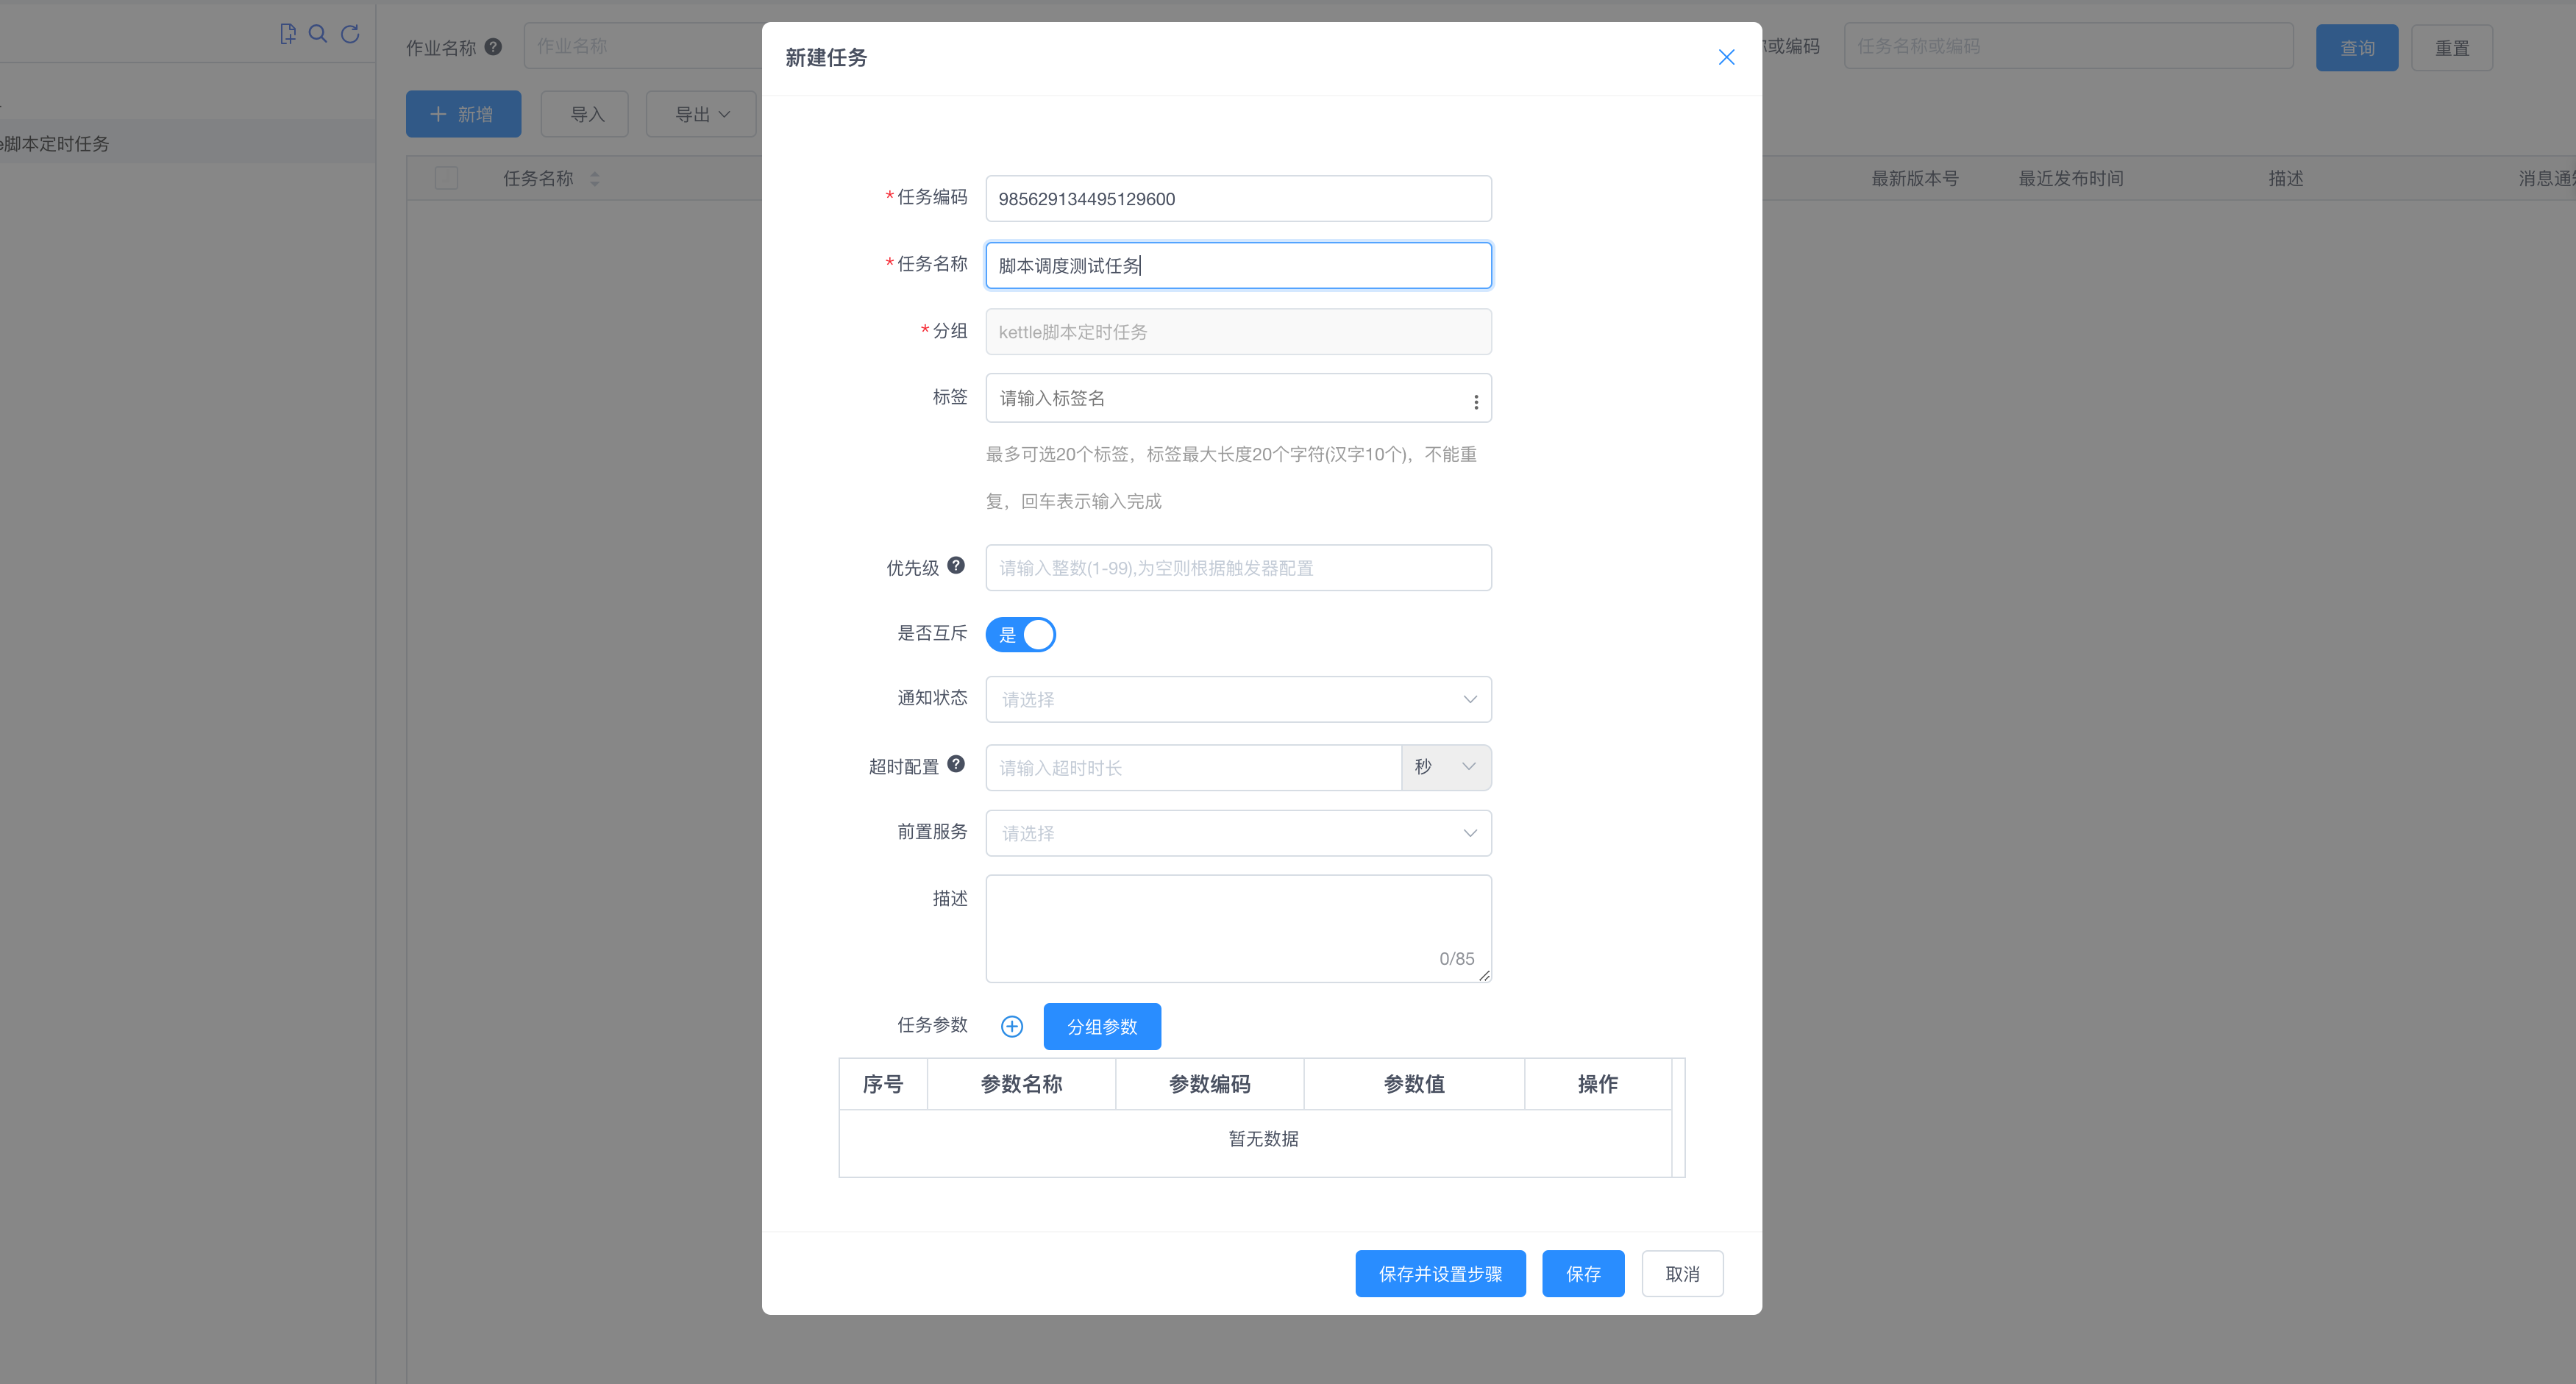 作业名称
作业名称
或编码
任务名称或编码
查询
重置
新增
导入
导出
脚本定时任务
任务名称
最新版本号
最近发布时间
描述
消息通
新建任务
*任务编码
985629134495129600
*任务名称
脚本调度测试任务
*分组
kettle脚本定时任务
标签
请输入标签名
最多可选20个标签，标签最大长度20个字符(汉字10个)，不能重
复，回车表示输入完成
优先级
请输入整数(1-99),为空则根据触发器配置
是否互斥
是
通知状态
请选择
超时配置
请输入超时时长
秒
前置服务
请选择
描述
0/85
任务参数
分组参数
序号 参数名称 参数编码 参数值 操作
暂无数据
保存并设置步骤
保存
取消